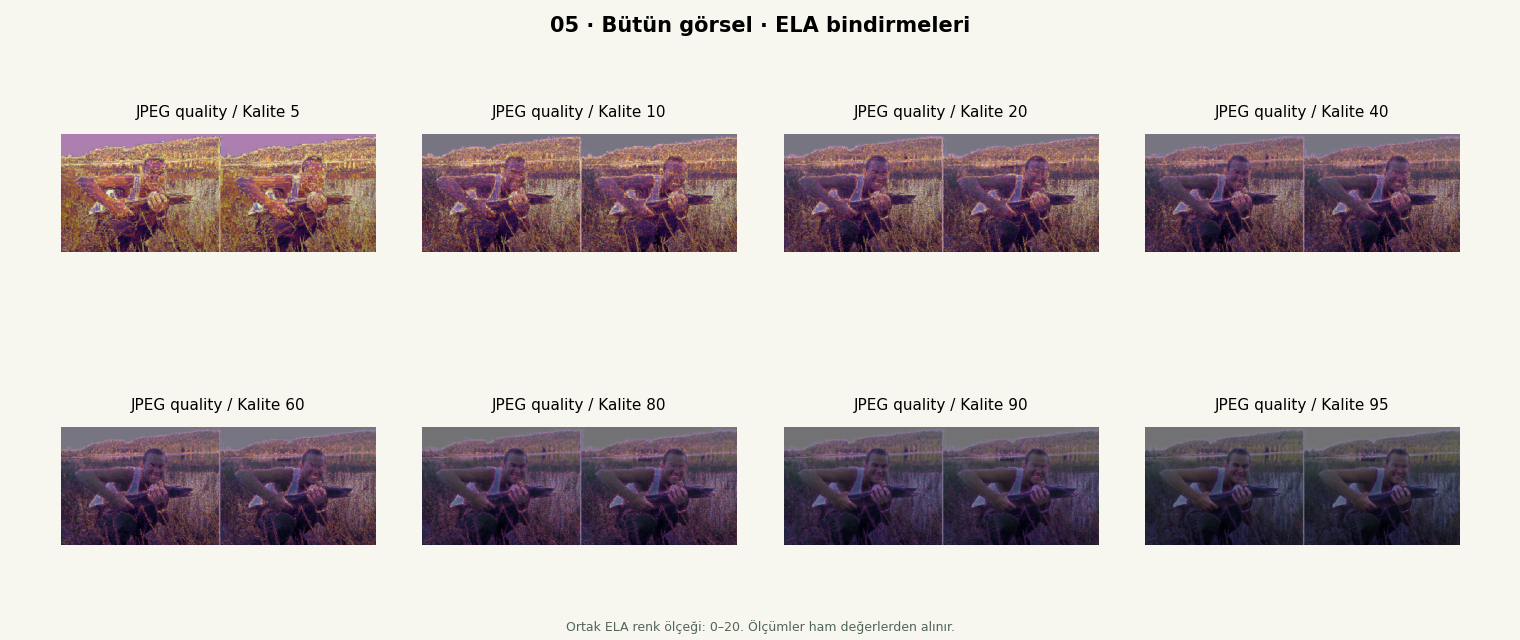 05 · Bütün görsel · ELA bindirmeleri
JPEG quality / Kalite 5
JPEG quality / Kalite 10
JPEG quality / Kalite 20
JPEG quality / Kalite 40
JPEG quality / Kalite 60
JPEG quality / Kalite 80
JPEG quality / Kalite 90
JPEG quality / Kalite 95
Ortak ELA renk ölçeği: 0–20. Ölçümler ham değerlerden alınır.